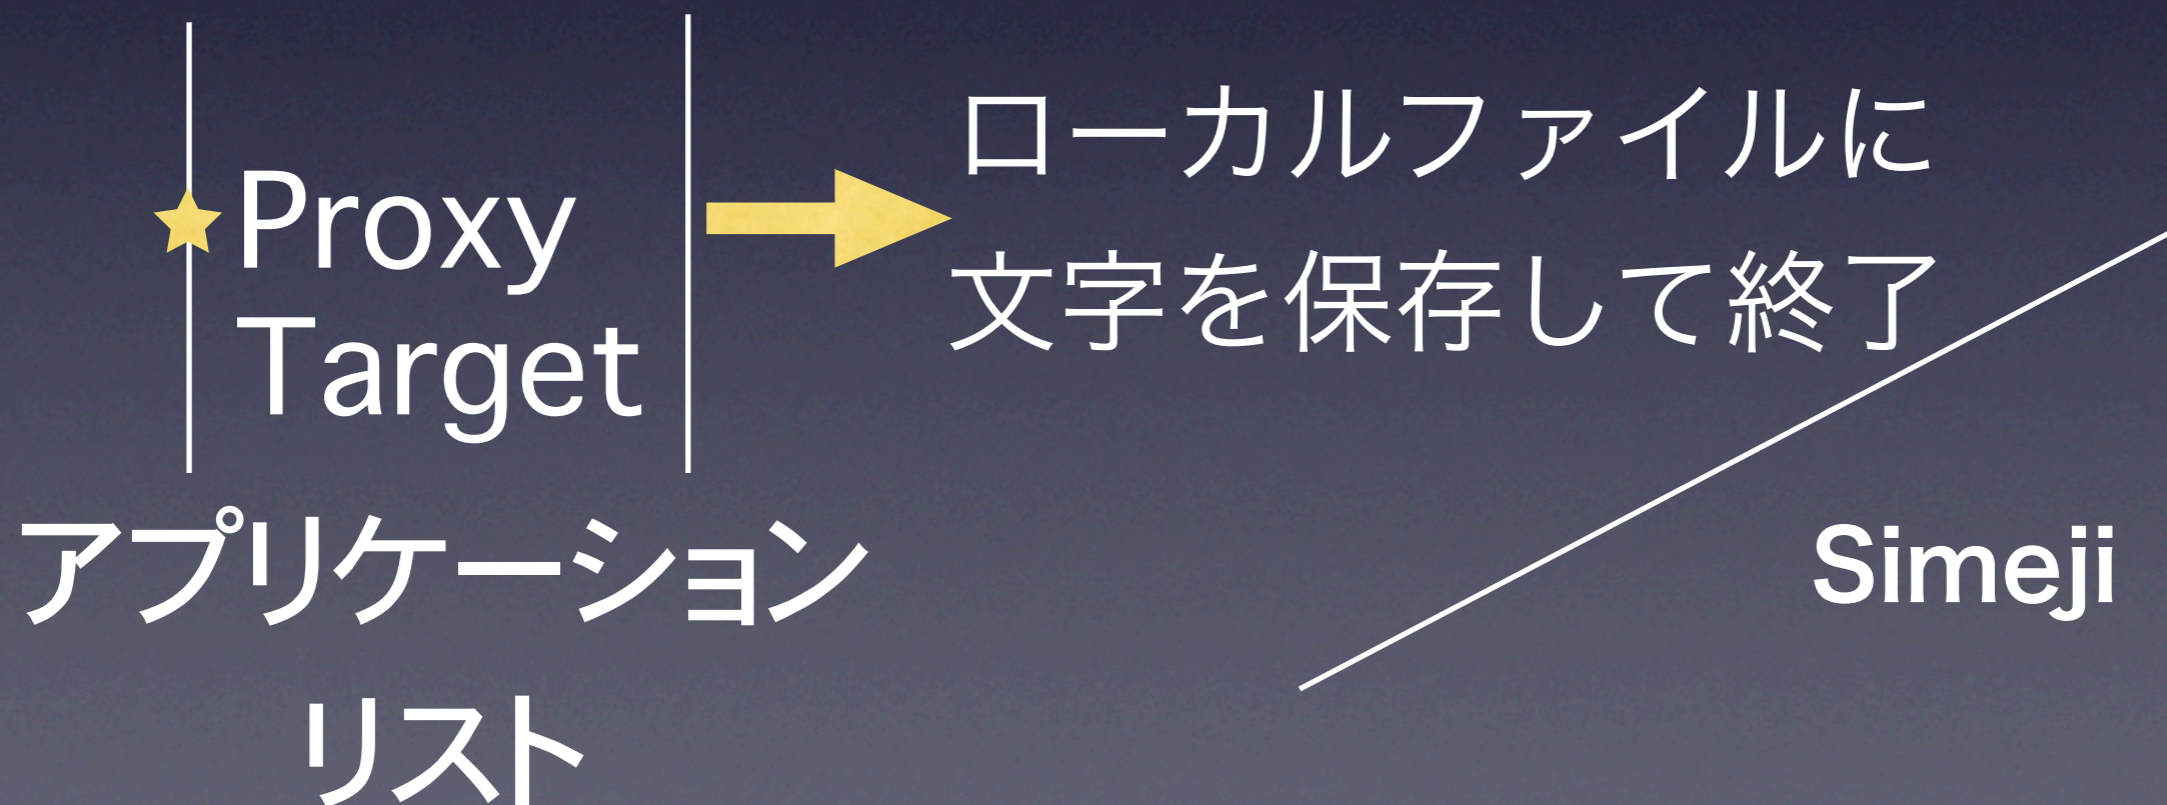 Proxy
Target
ローカルファイルに
文字を保存して終了
アプリケーション
リスト
Simeji